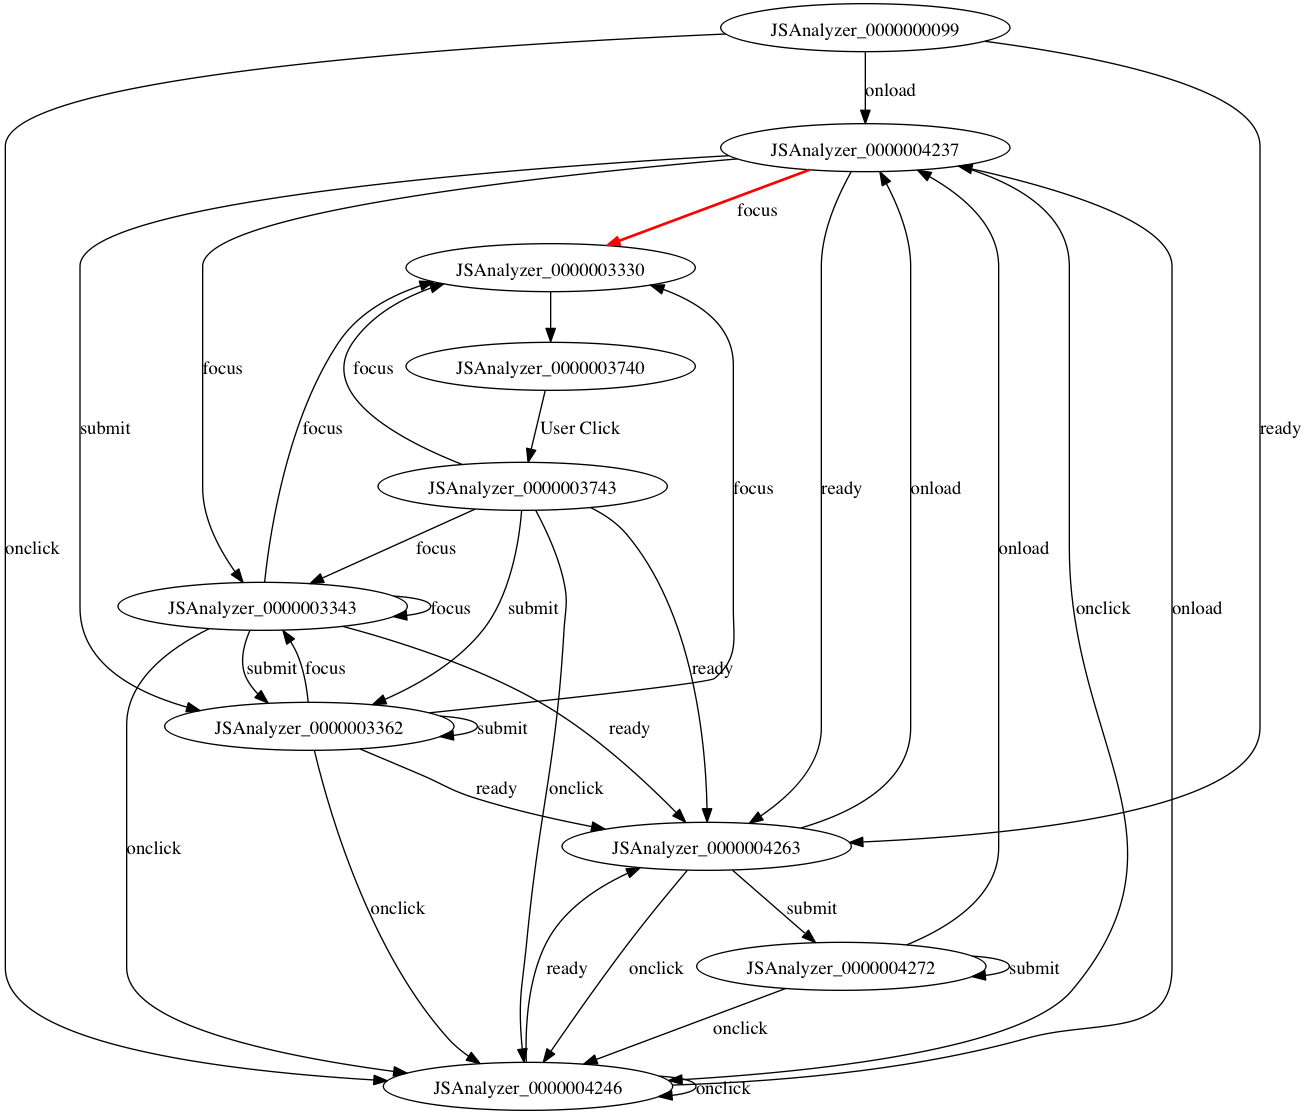 JSAnalyzer_0000000099
onload
JSAnalyzer_0000004237
focus
JSAnalyzer_0000003330
focus
focus
JSAnalyzer_0000003740
submit
focus
User Click
ready
JSAnalyzer_0000003743
focus
ready
onload
onclick
focus
onload
JSAnalyzer_0000003343
focus
submit
onclick
onload
submit
focus
ready
JSAnalyzer_0000003362
submit
ready
ready
onclick
onclick
JSAnalyzer_0000004263
onclick
submit
ready
onclick
JSAnalyzer_0000004272
submit
onclick
JSAnalyzer_0000004246
onclick